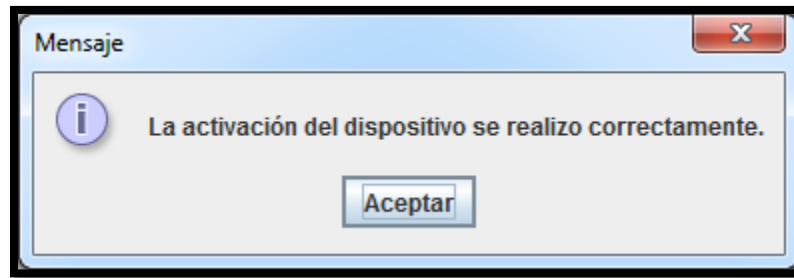 Mensaje
La activación del dispositivo se realizo correctamente.
Aceptar